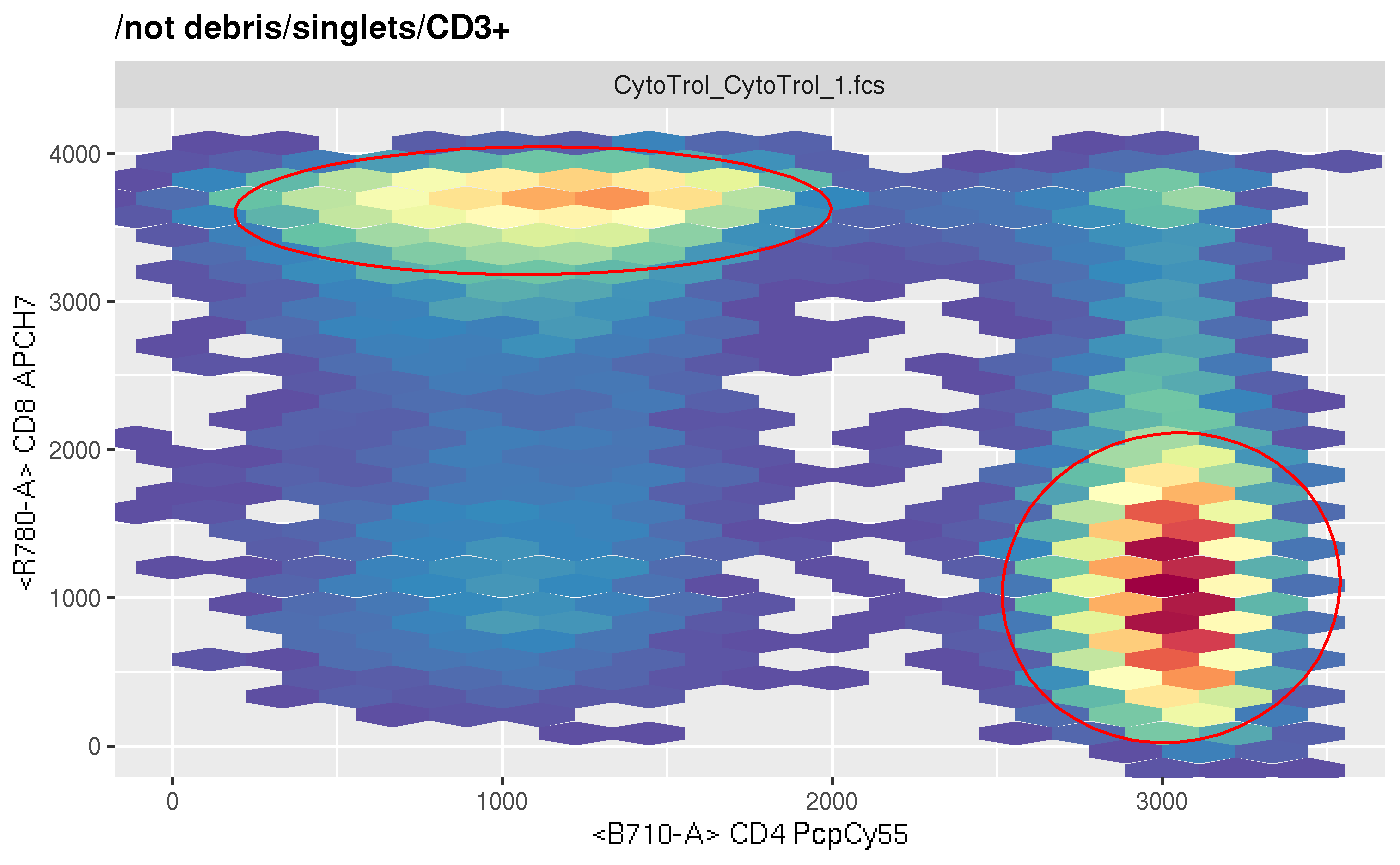 /not debris/singlets/CD3+
CytoTrol_CytoTrol_1.fcs
4000
3000
2000
1000
0
<R780-A> CD8 APCH7
0
1000
2000
3000
<B710-A> CD4 PcpCy55